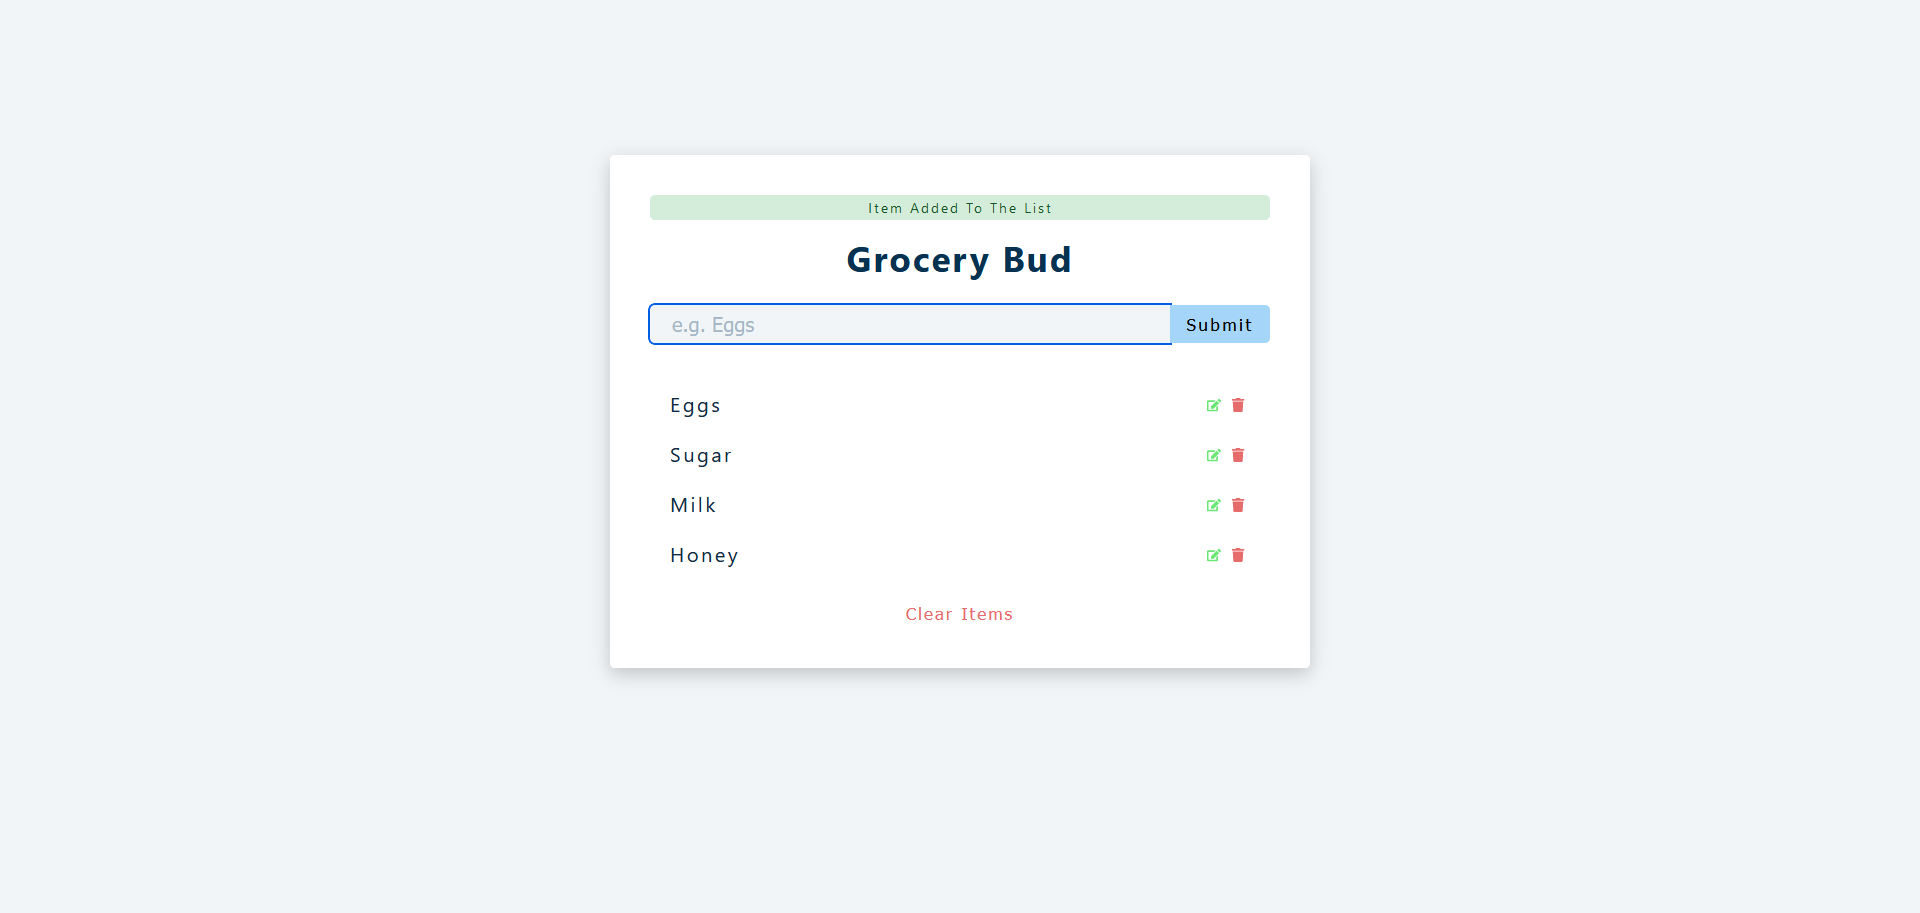 Item Added To The List
Grocery Bud
e.g. Eggs
Submit
Eggs
Sugar
Milk
Honey
Clear Items